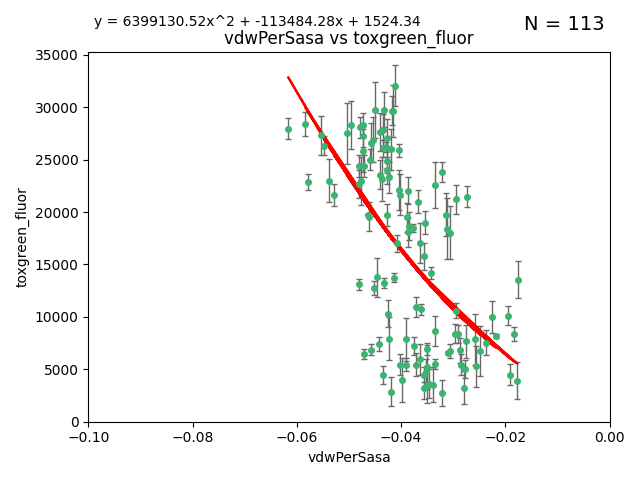 y = 6399130.52x^2 + -113484.28x + 1524.34
N = 113
vdwPerSasa vs toxgreen_fluor
35000
30000
25000
20000
15000
10000
5000
0
toxgreen_fluor
−0.10
−0.08
−0.06
−0.04
−0.02
0.00
vdwPerSasa